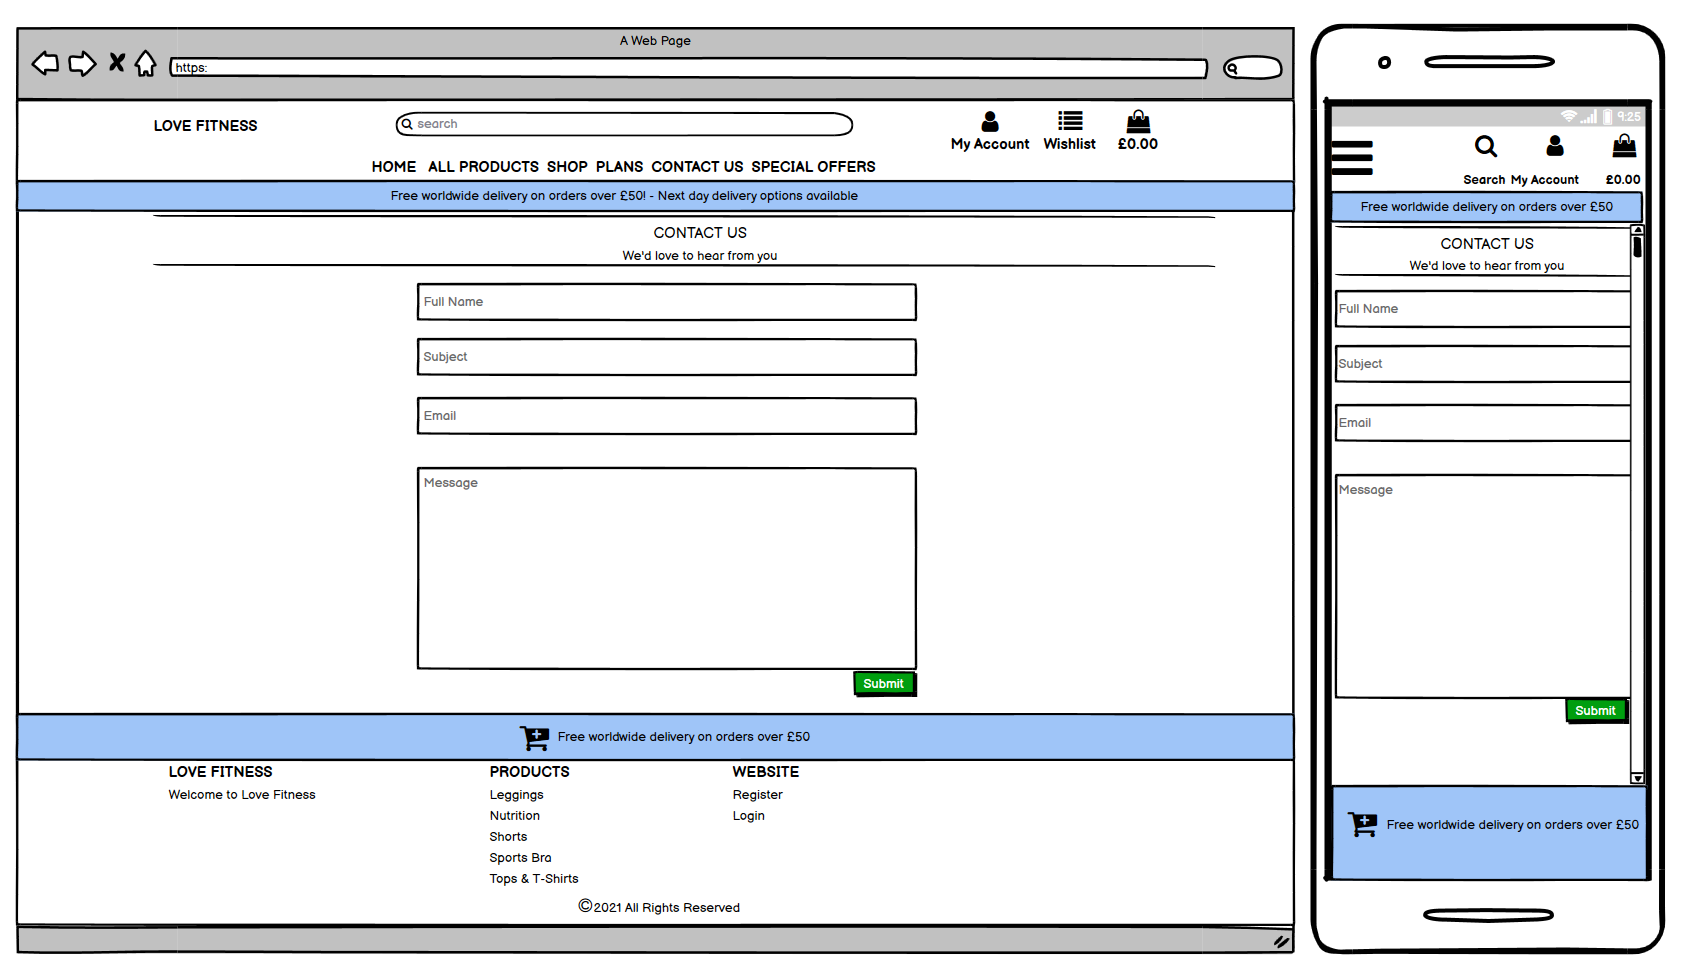 A Web Page
https:
LOVE FITNESS
search
My Account Wishlist £0.00
HOME ALL PRODUCTS SHOP PLANS CONTACT US SPECIAL OFFERS
Free worldwide delivery on orders over £50! - Next day delivery options available
CONTACT US
We'd love to hear from you
Full Name
Subject
Email
Message
Submit
Free worldwide delivery on orders over £50
LOVE FITNESS
Welcome to Love Fitness
PRODUCTS
Leggings
Nutrition
Shorts
Sports Bra
Tops & T-Shirts
WEBSITE
Register
Login
©2021 All Rights Reserved
9:25
Search My Account £0.00
Free worldwide delivery on orders over £50
CONTACT US
We'd love to hear from you
Full Name
Subject
Email
Message
Submit
Free worldwide delivery on orders over £50